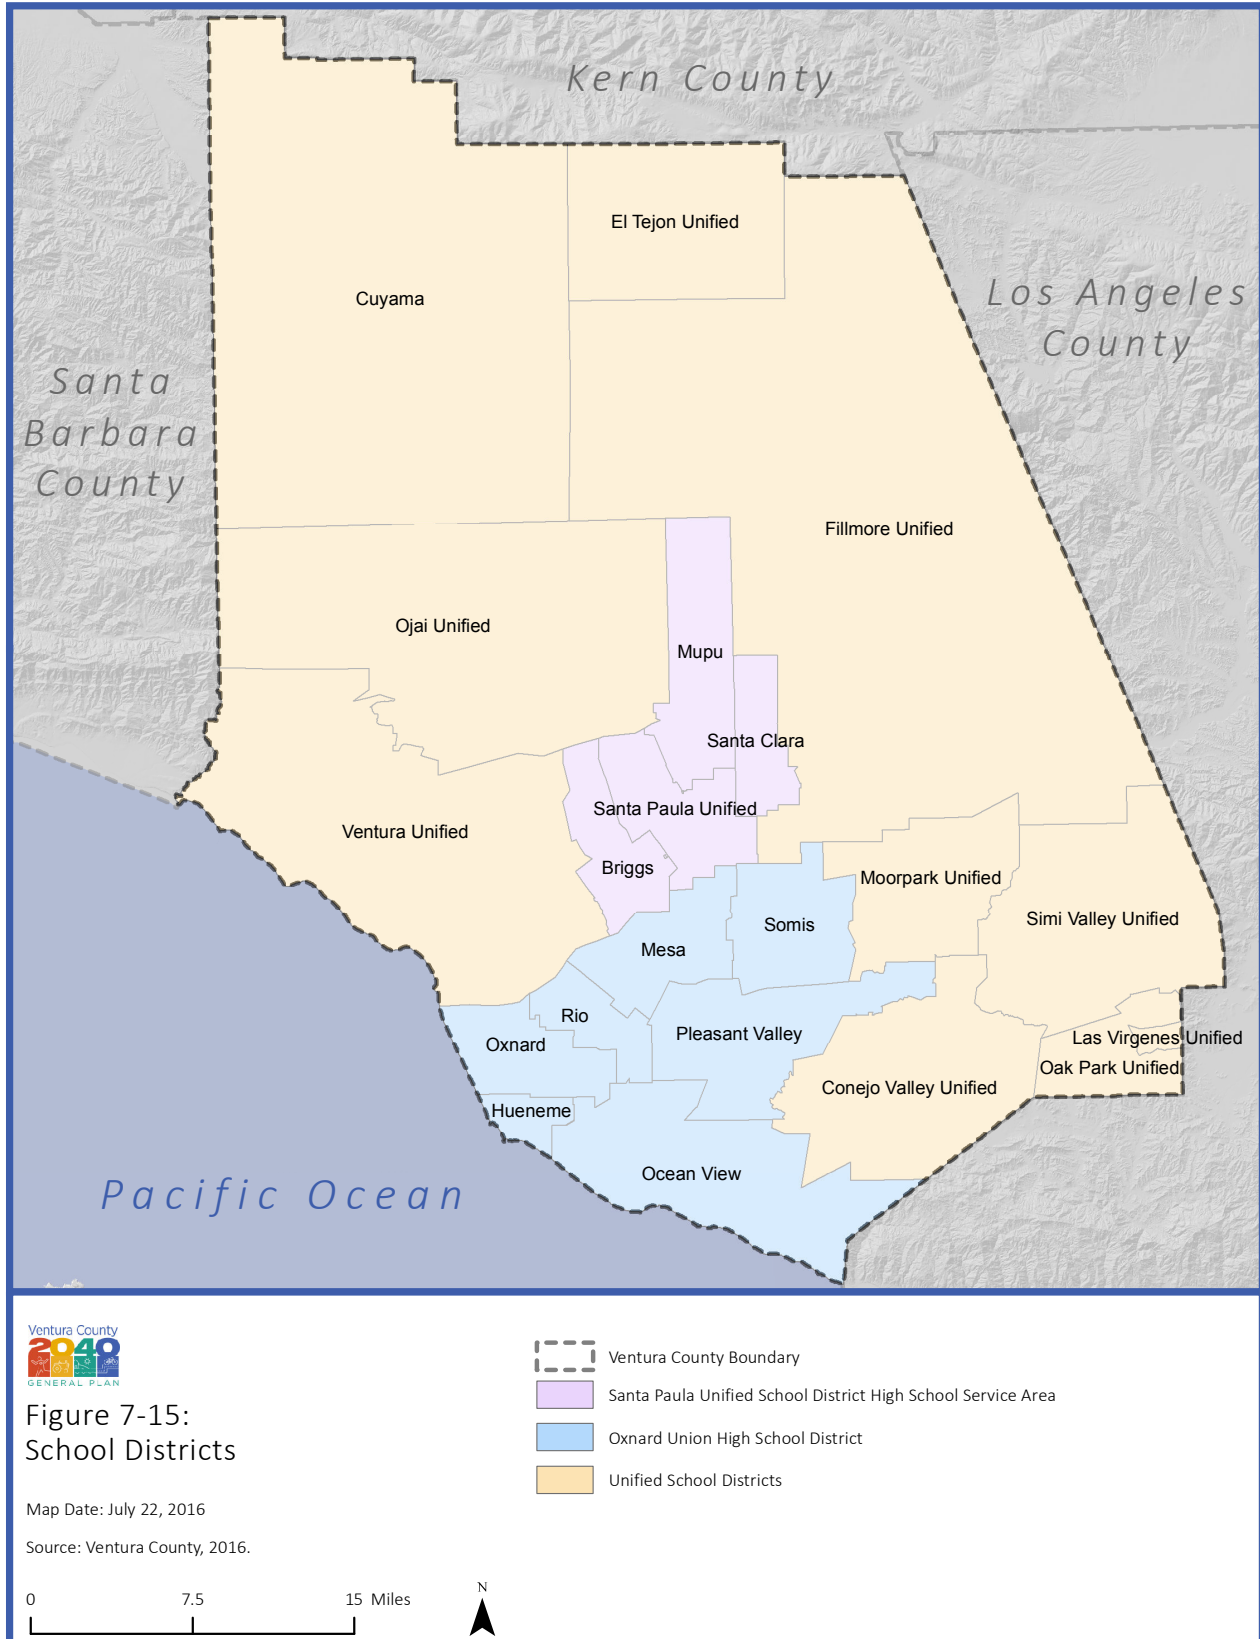 Kern County
El Tejon Unified
Cuyama
Los Angeles
County
Santa
Barbara
County
Fillmore Unified
Ojai Unified
Mupu
Santa Clara
Santa Paula Unified
Ventura Unified
Briggs
Moorpark Unified
Simi Valley Unified
Somis
Mesa
Rio
Pleasant Valley
Oxnard
Las Virgenes Unified
Oak Park Unified
Conejo Valley Unified
Hueneme
Ocean View
Pacific Ocean
Ventura County
2040
GENERAL PLAN
Figure 7-15:
School Districts
Map Date: July 22, 2016
Source: Ventura County, 2016.
0 7.5 15 Miles
N
Ventura County Boundary
Santa Paula Unified School District High School Service Area
Oxnard Union High School District
Unified School Districts